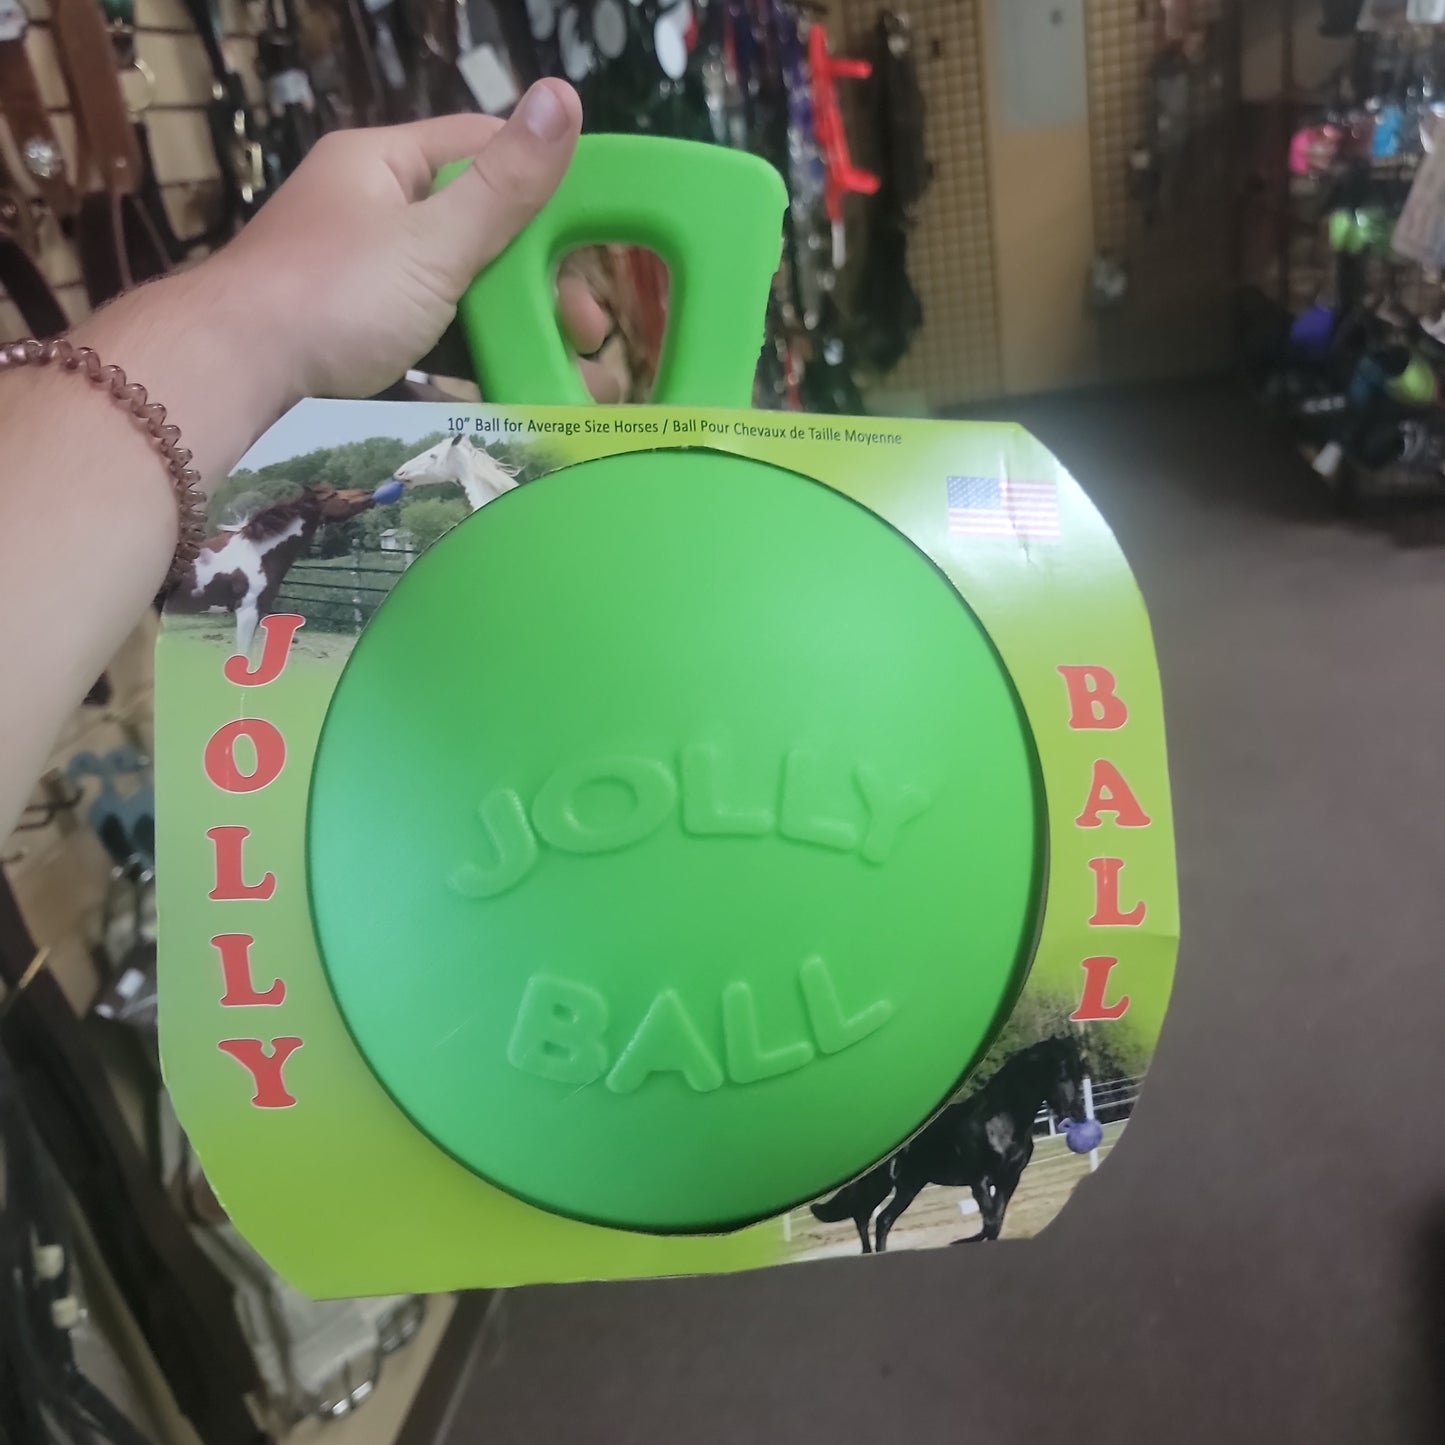 10" Ball for Average Size Horses / Ball Pour Chevaux de Taille Moyenne
JOLLY
BALL
JOLLY
BALL